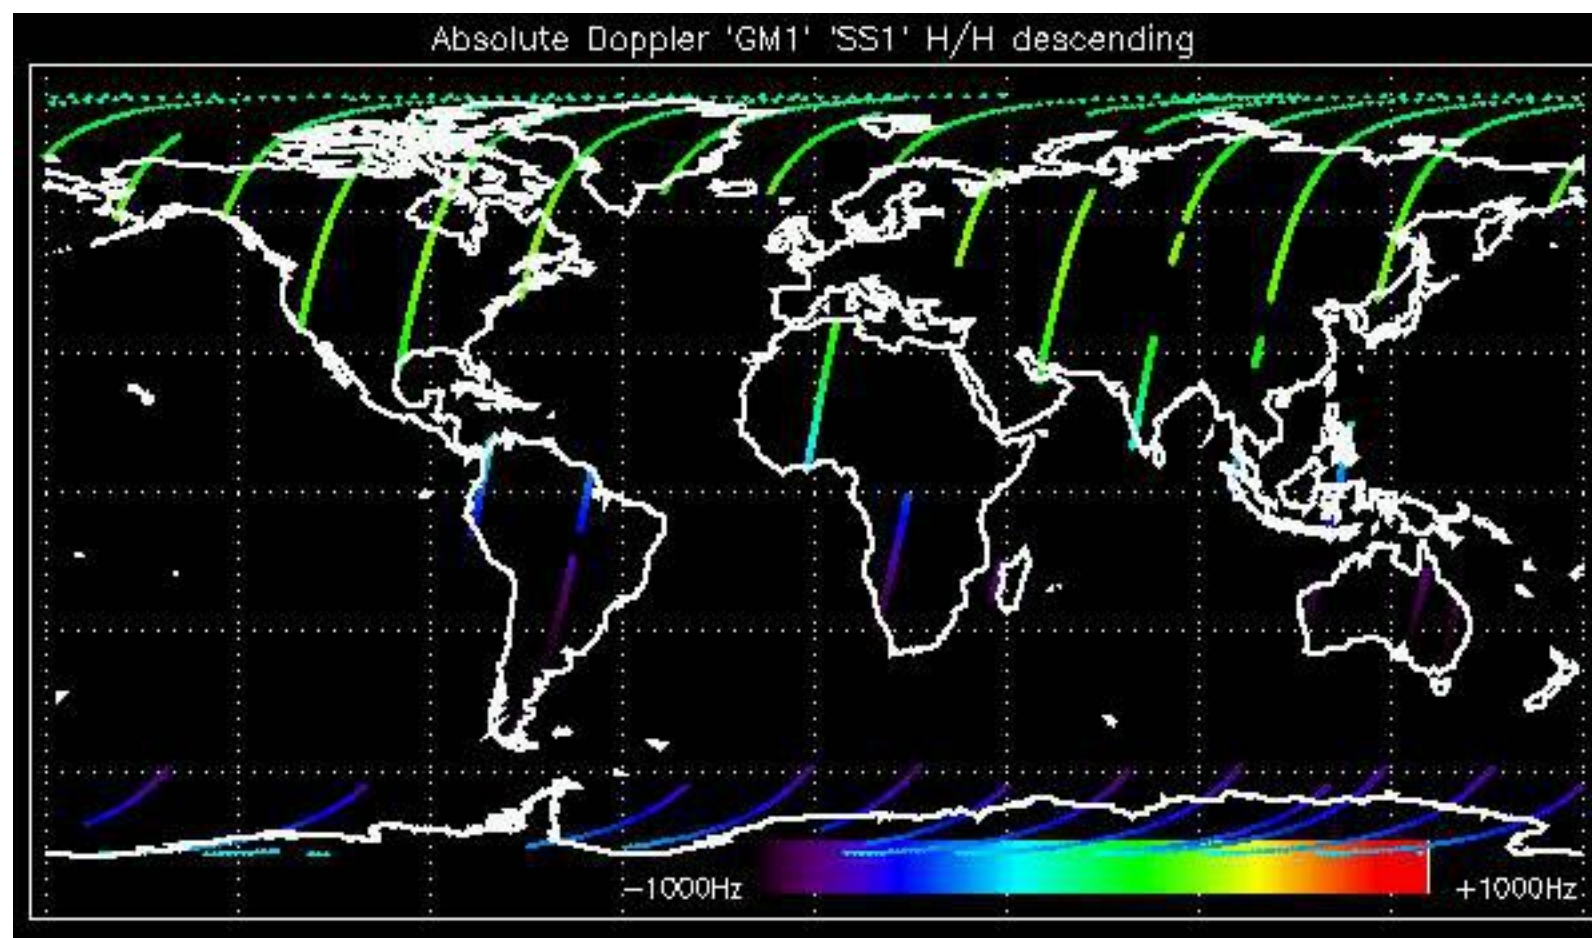 Absolute Doppler 'GM1' 'SS1' H/H descending
-1000Hz
+1000Hz